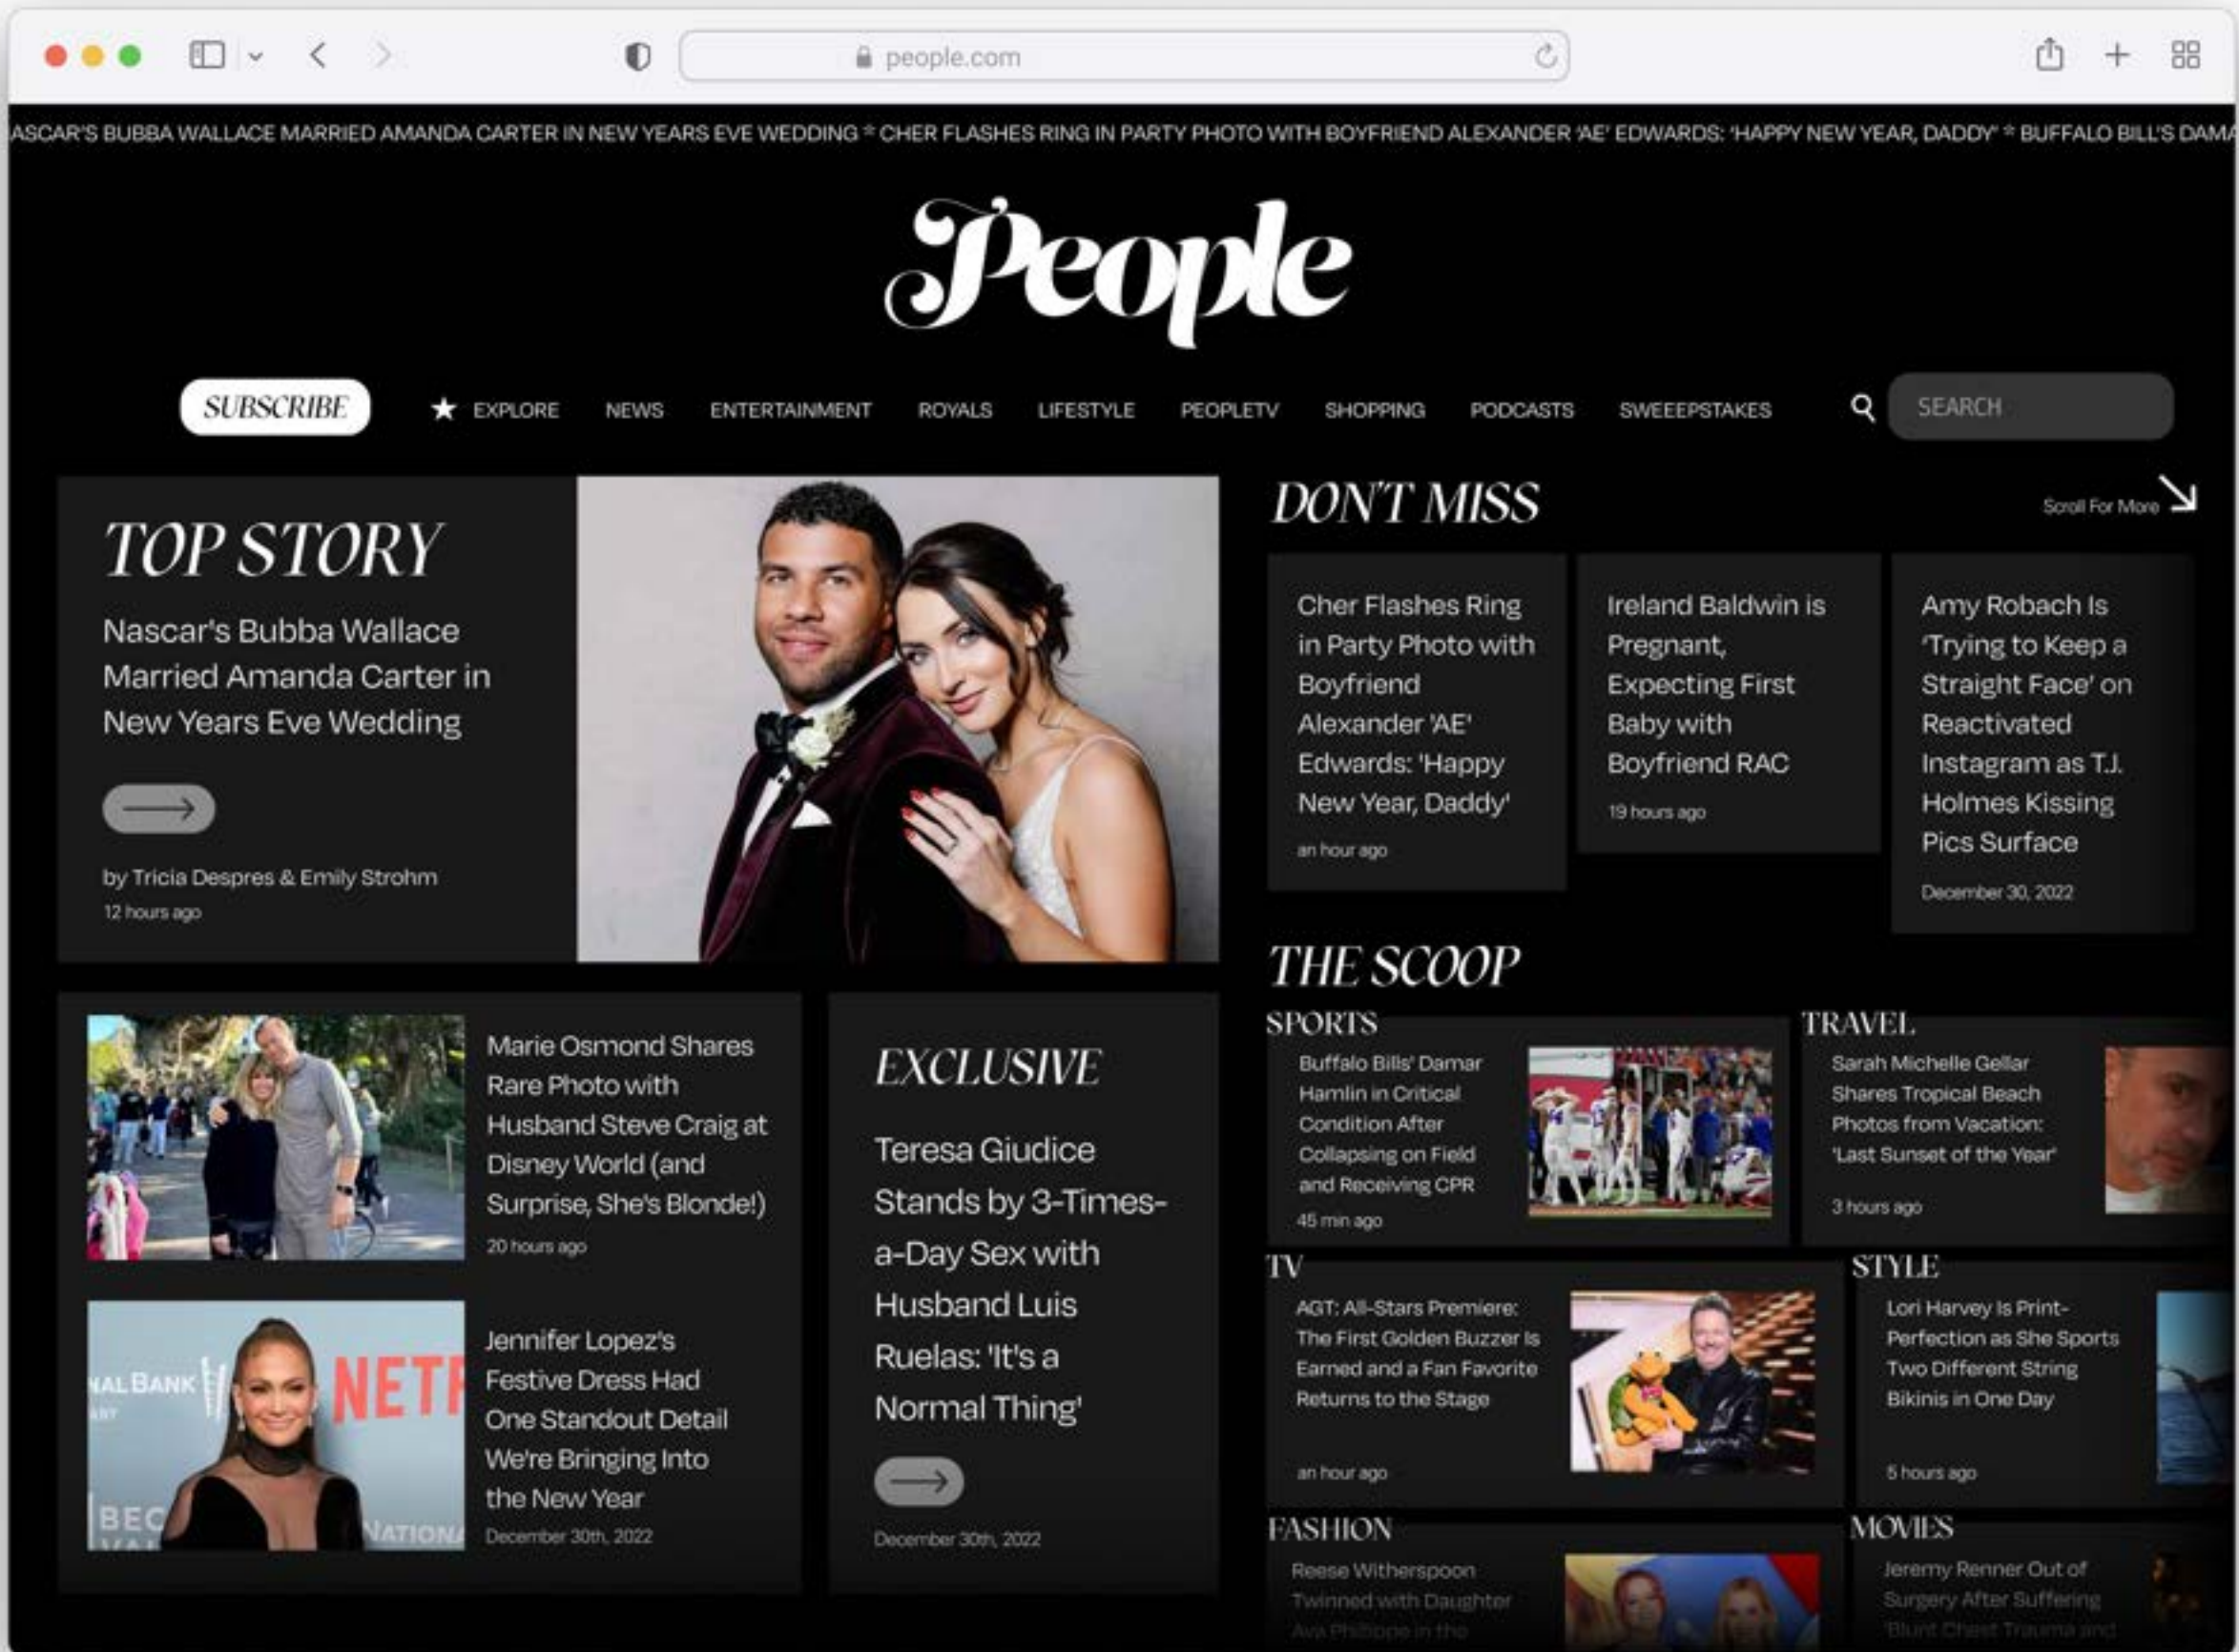 people.com
ASCAR'S BUBBA WALLACE MARRIED AMANDA CARTER IN NEW YEARS EVE WEDDING * CHER FLASHES RING IN PARTY PHOTO WITH BOYFRIEND ALEXANDER 'AE' EDWARDS: 'HAPPY NEW YEAR, DADDY' * BUFFALO BILL'S DAMA
People
SUBSCRIBE
EXPLORE
NEWS
ENTERTAINMENT
ROYALS
LIFESTYLE
PEOPLETV
SHOPPING
PODCASTS
SWEEEPSTAKES
SEARCH
TOP STORY
Nascar's Bubba Wallace
Married Amanda Carter in
New Years Eve Wedding
by Tricia Despres & Emily Strohm
12 hours ago
Marie Osmond Shares
Rare Photo with
Husband Steve Craig at
Disney World (and
Surprise, She's Blonde!)
20 hours ago
NAL BANK
NETF
BEC
NATIONA
Jennifer Lopez's
Festive Dress Had
One Standout Detail
We're Bringing Into
the New Year
December 30th, 2022
EXCLUSIVE
Teresa Giudice
Stands by 3-Times-
a-Day Sex with
Husband Luis
Ruelas: 'It's a
Normal Thing'
December 30th, 2022
DON'T MISS
Scroll For More
Cher Flashes Ring
in Party Photo with
Boyfriend
Alexander 'AE'
Edwards: 'Happy
New Year, Daddy'
an hour ago
Ireland Baldwin is
Pregnant,
Expecting First
Baby with
Boyfriend RAC
19 hours ago
Amy Robach Is
'Trying to Keep a
Straight Face' on
Reactivated
Instagram as T.J.
Holmes Kissing
Pics Surface
December 30, 2022
THE SCOOP
SPORTS
Buffalo Bills' Damar
Hamlin in Critical
Condition After
Collapsing on Field
and Receiving CPR
45 min ago
TRAVEL
Sarah Michelle Gellar
Shares Tropical Beach
Photos from Vacation:
'Last Sunset of the Year'
3 hours ago
TV
AGT: All-Stars Premiere:
The First Golden Buzzer Is
Earned and a Fan Favorite
Returns to the Stage
an hour ago
STYLE
Lori Harvey Is Print-
Perfection as She Sports
Two Different String
Bikinis in One Day
5 hours ago
FASHION
Reese Witherspoon
Twinned with Daughter
Ava Phillippe in the
MOVIES
Jeremy Renner Out of
Surgery After Suffering
'Blunt Chest Trauma and